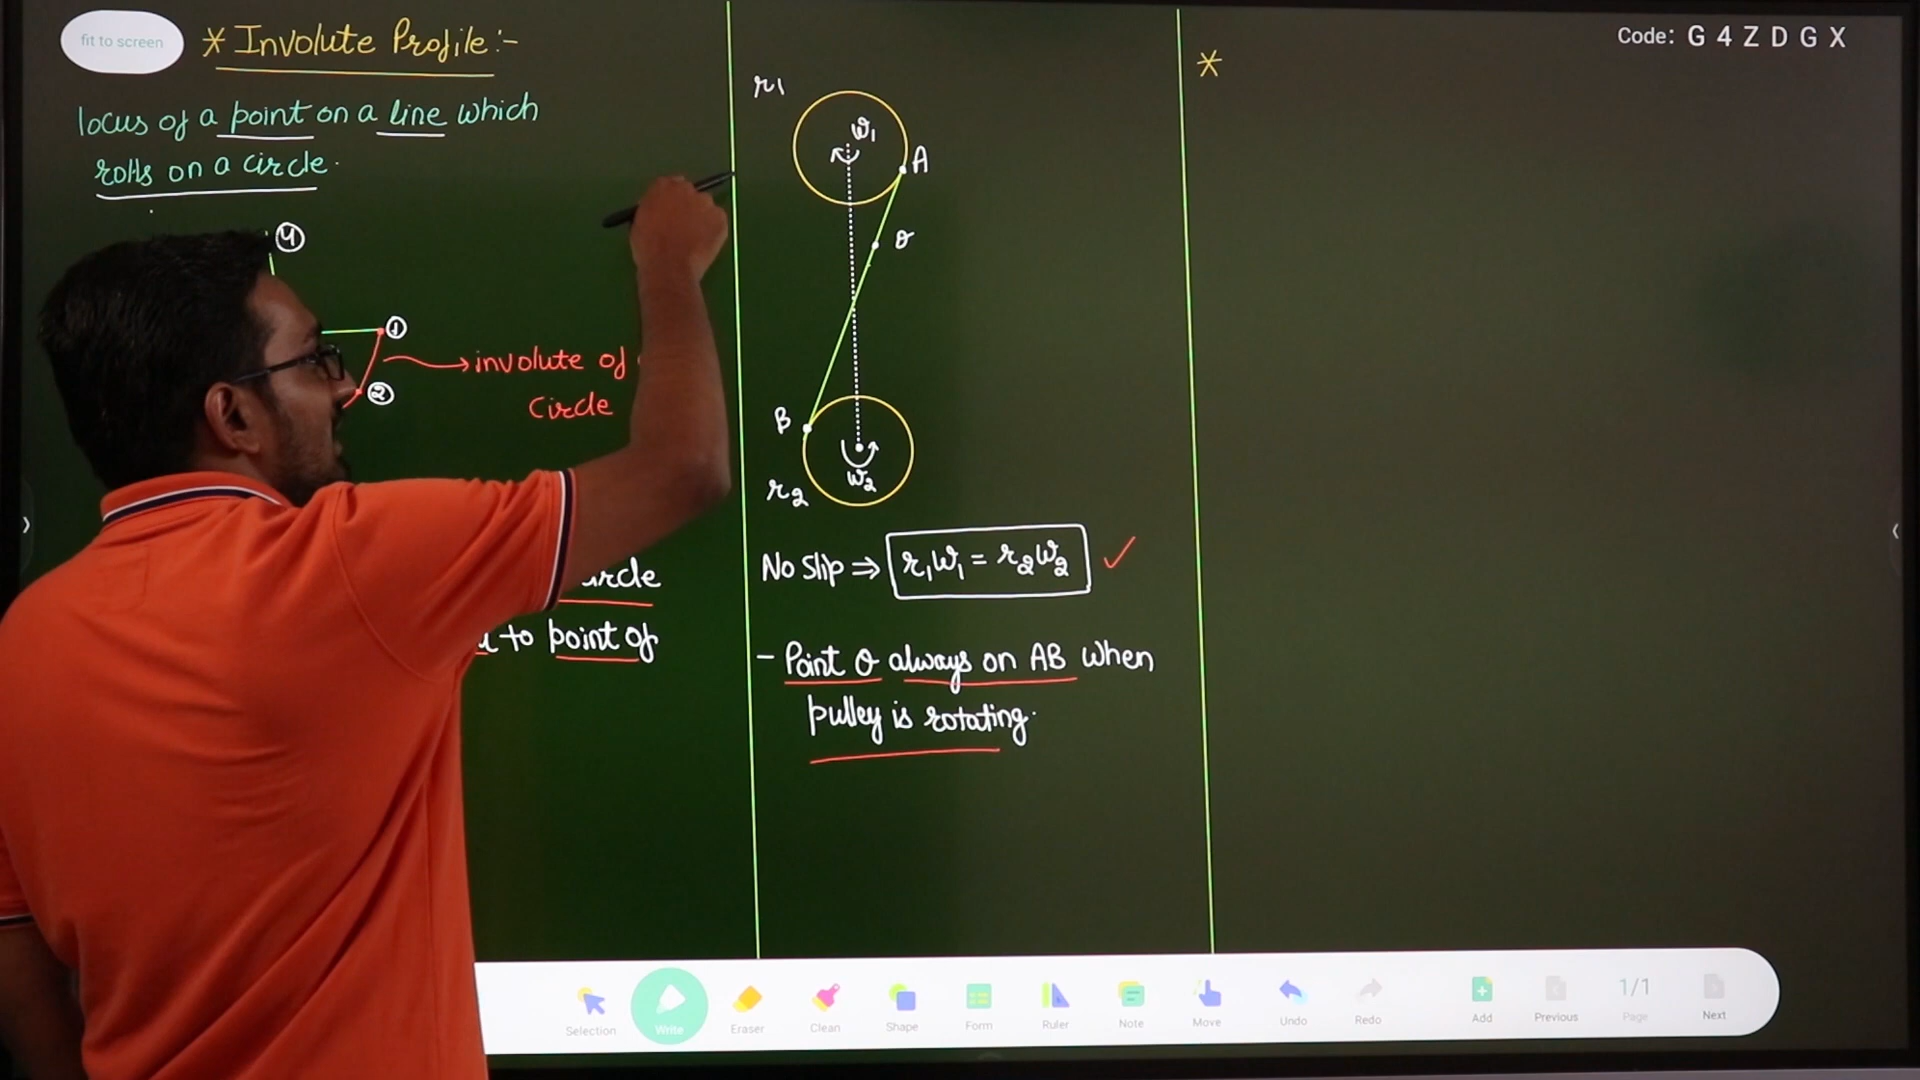 fit to screen
* Involute Profile :-
locus of a point on a line which
rolls on a circle.
4
1
involute of
circle
2
to point of
r1
ω1
A
O
B
ω2
r2
No slip ⇒ r1ω1 = r2ω2 ✓
- Point O always on AB when
pulley is rotating.
*
Code: G 4 Z D G X
Selection
Write
Eraser
Clean
Shape
Form
Ruler
Note
Move
Undo
Redo
Add
Previous
1/1
Page
Next